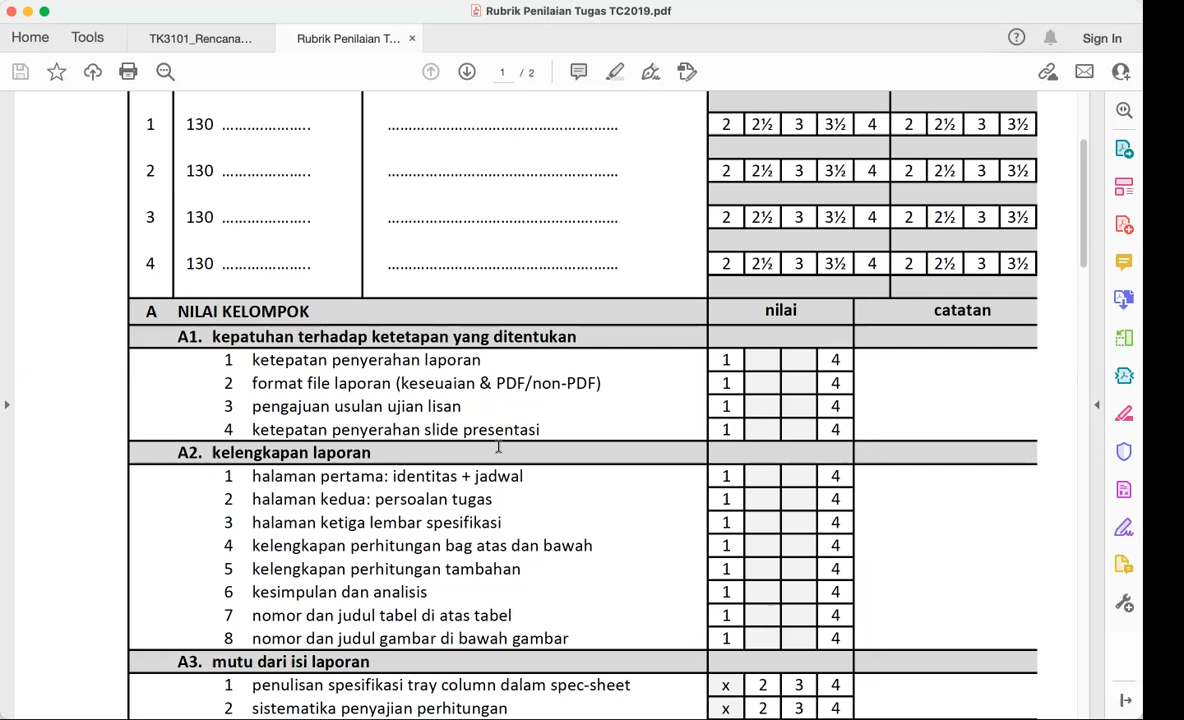 Rubrik Penilaian Tugas TC2019.pdf
Home Tools TK3101_Rencana... Rubrik Penilaian T... × Sign In
1 / 2
1 130 .................... ............................................ 2 2½ 3 3½ 4 2 2½ 3 3½
2 130 .................... ............................................ 2 2½ 3 3½ 4 2 2½ 3 3½
3 130 .................... ............................................ 2 2½ 3 3½ 4 2 2½ 3 3½
4 130 .................... ............................................ 2 2½ 3 3½ 4 2 2½ 3 3½
A NILAI KELOMPOK nilai catatan
A1. kepatuhan terhadap ketetapan yang ditentukan
1 ketepatan penyerahan laporan 1 4
2 format file laporan (keseuaian & PDF/non-PDF) 1 4
3 pengajuan usulan ujian lisan 1 4
4 ketepatan penyerahan slide presentasi 1 4
A2. kelengkapan laporan
1 halaman pertama: identitas + jadwal 1 4
2 halaman kedua: persoalan tugas 1 4
3 halaman ketiga lembar spesifikasi 1 4
4 kelengkapan perhitungan bag atas dan bawah 1 4
5 kelengkapan perhitungan tambahan 1 4
6 kesimpulan dan analisis 1 4
7 nomor dan judul tabel di atas tabel 1 4
8 nomor dan judul gambar di bawah gambar 1 4
A3. mutu dari isi laporan
1 penulisan spesifikasi tray column dalam spec-sheet x 2 3 4
2 sistematika penyajian perhitungan x 2 3 4